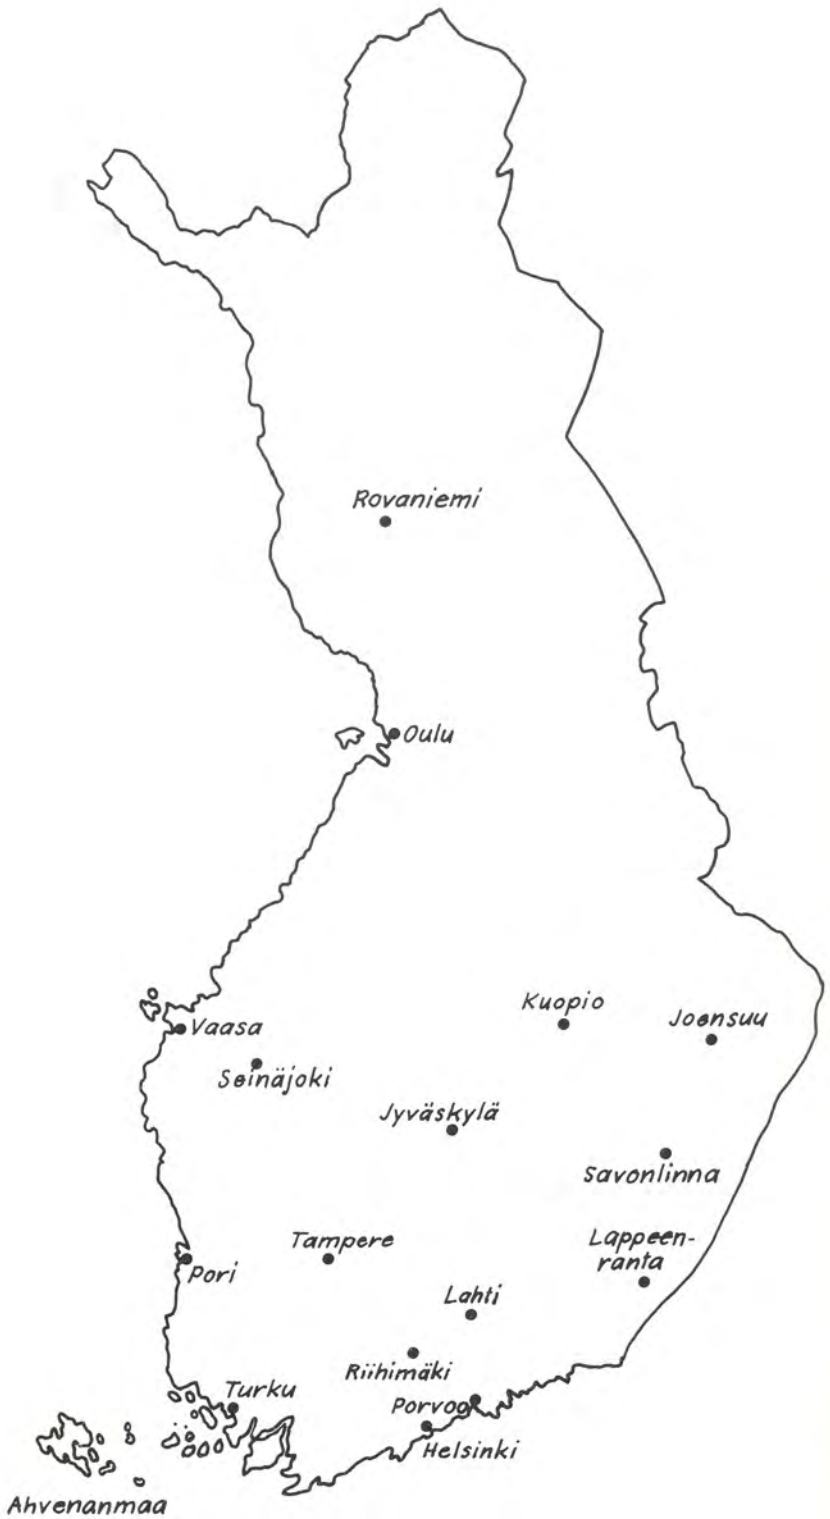 Rovaniemi
Oulu
Kuopio
Joensuu
Vaasa
Seinäjoki
Jyväskylä
Savonlinna
Tampere
Lappeen-
ranta
Pori
Lahti
Riihimäki
Turku
Porvoo
Helsinki
Ahvenanmaa